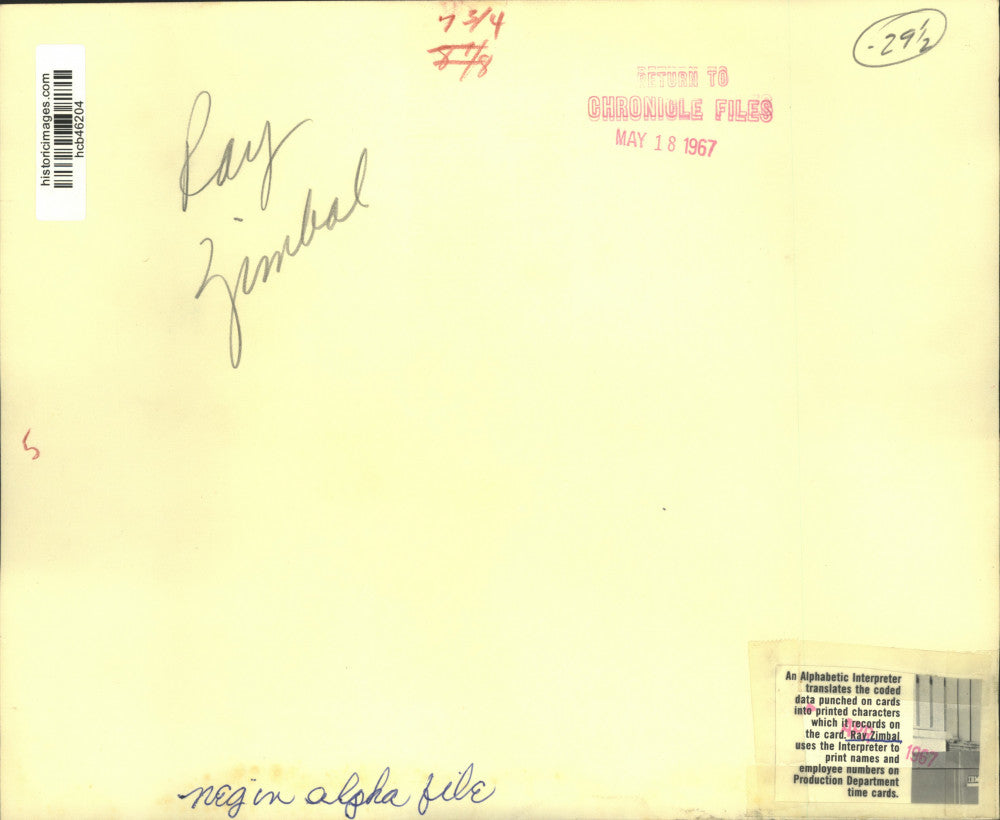 7 3/4
8 7/8
-29 1/2
historicimages.com
hcb46204
RETURN TO
CHRONICLE FILES
MAY 18 1967
Ray
Zimbal
5
An Alphabetic Interpreter
translates the coded
data punched on cards
into printed characters
which it records on
the card. Ray Zimbal
uses the Interpreter to
print names and
employee numbers on
Production Department
time cards.
1967
neg in alpha file